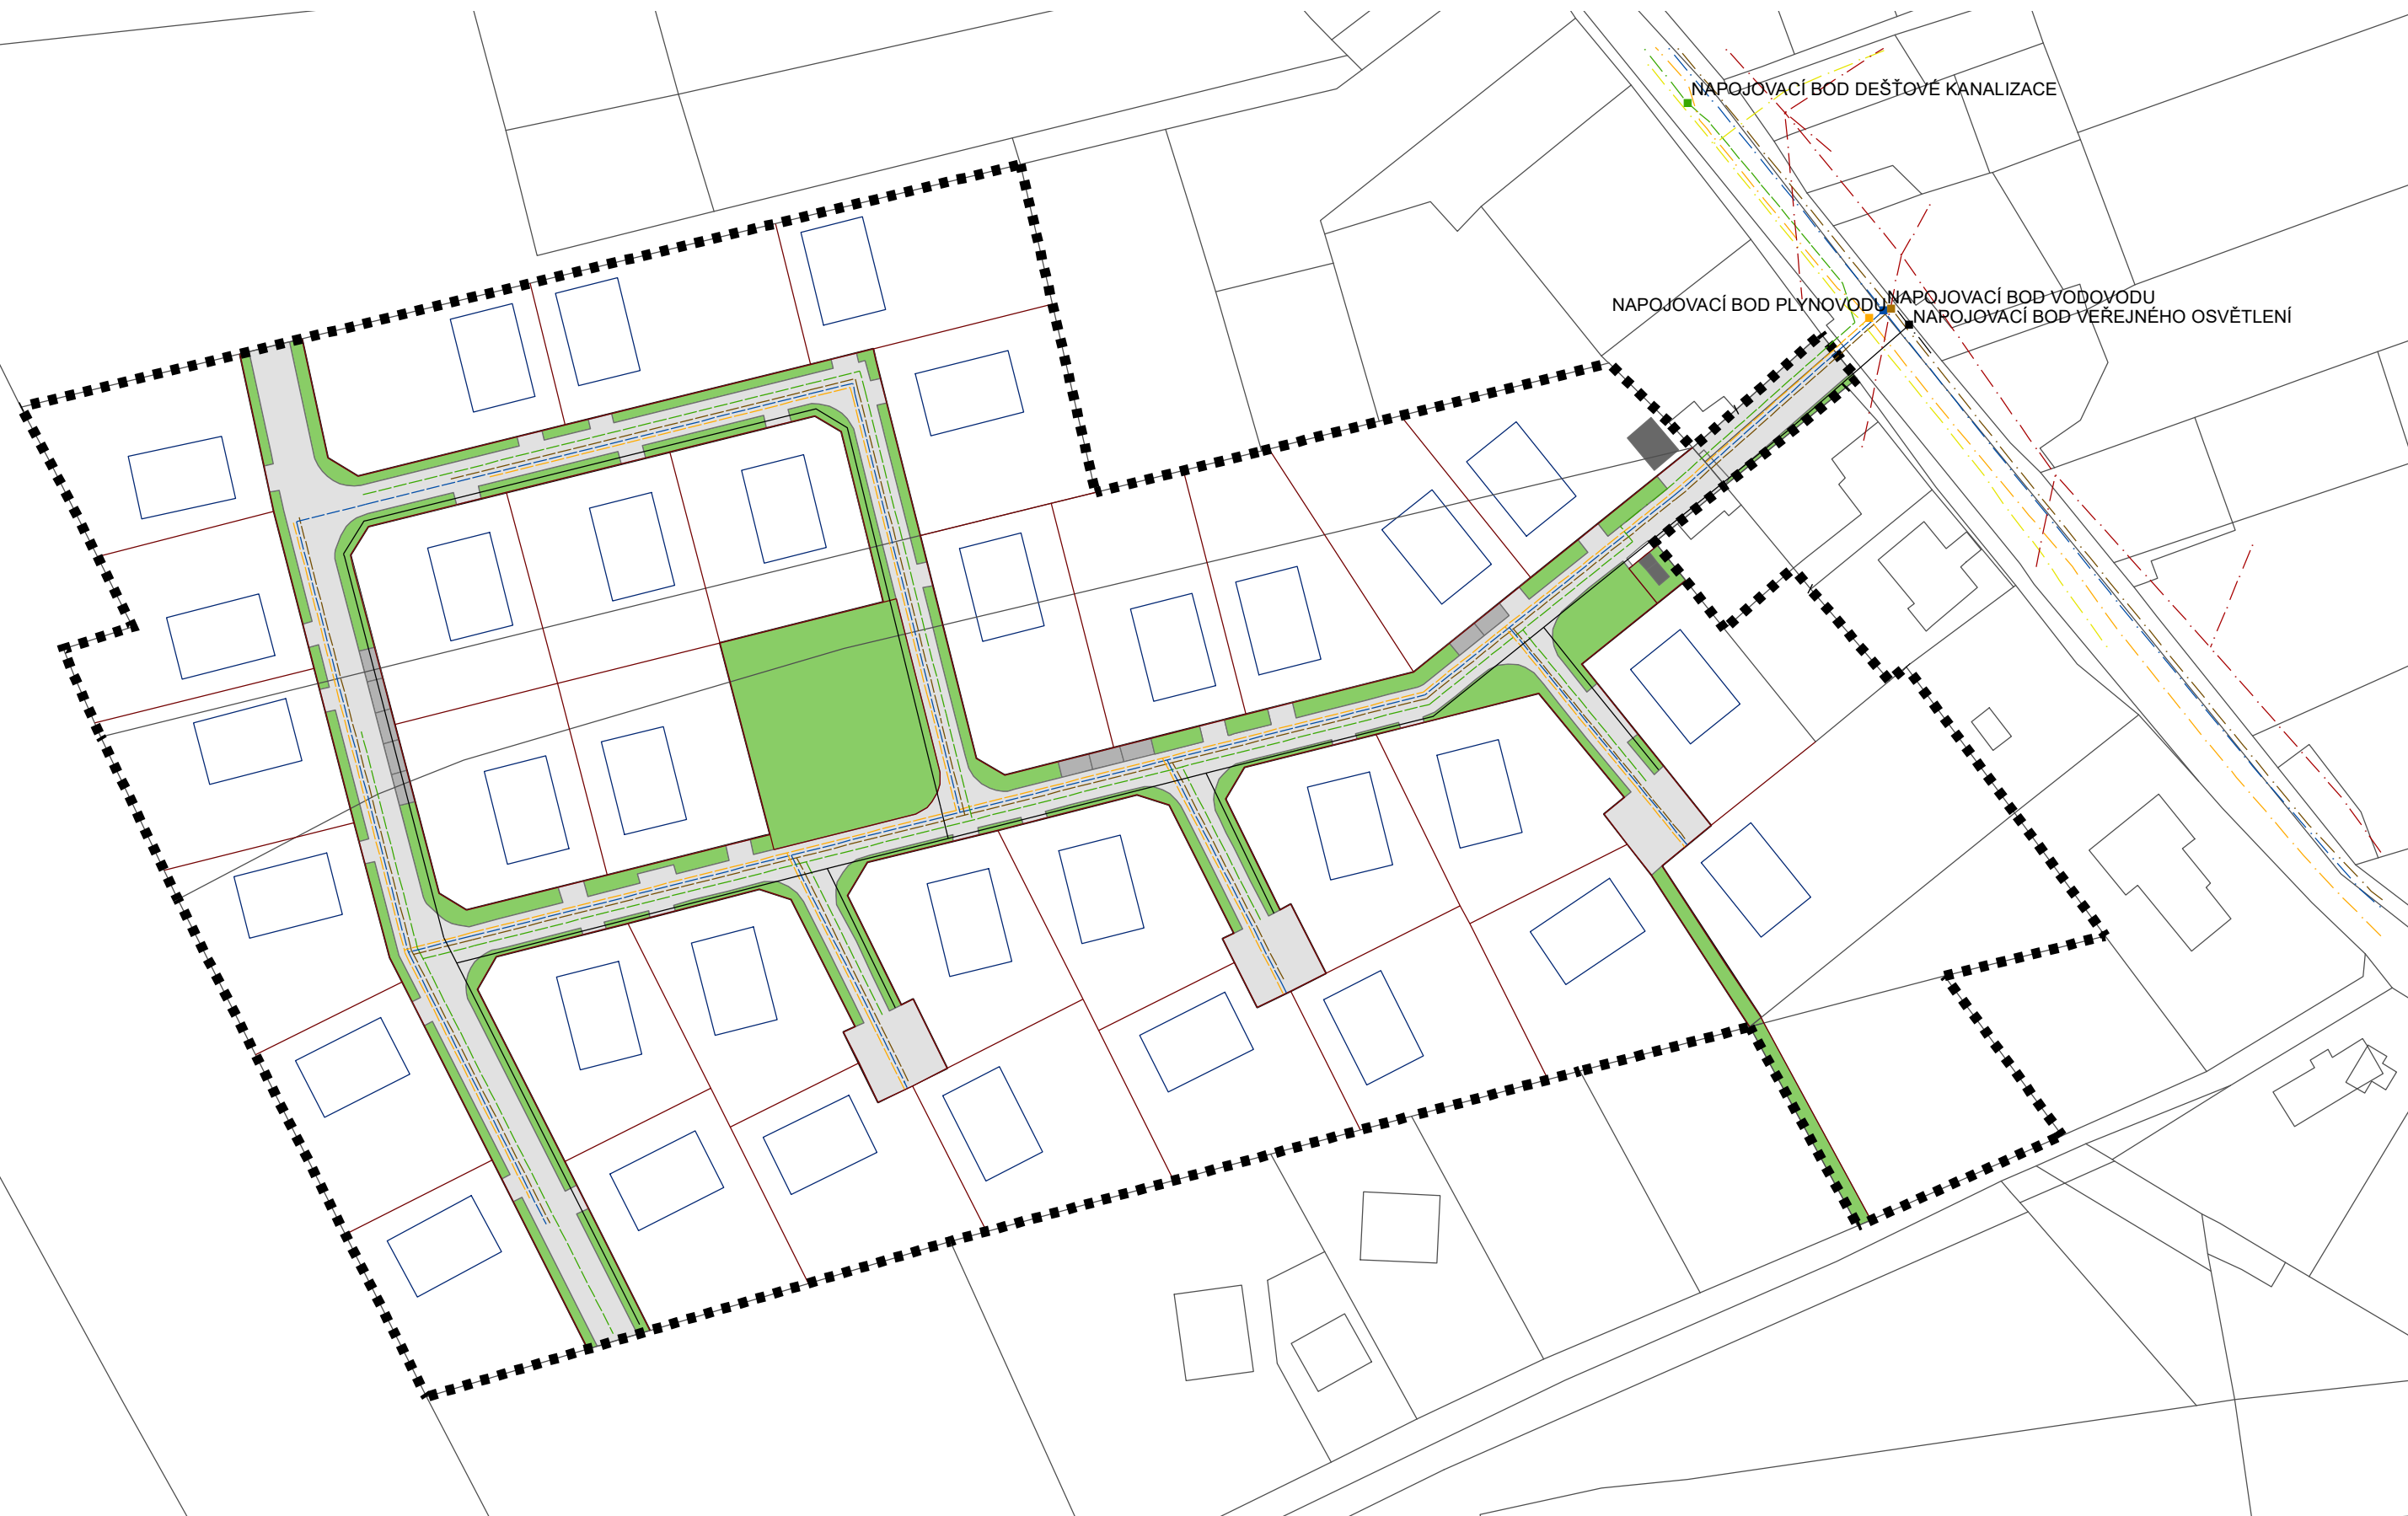 NAPOJOVACÍ BOD DEŠŤOVÉ KANALIZACE
NAPOJOVACÍ BOD PLYNOVODU
NAPOJOVACÍ BOD VODOVODU
NAPOJOVACÍ BOD VEŘEJNÉHO OSVĚTLENÍ